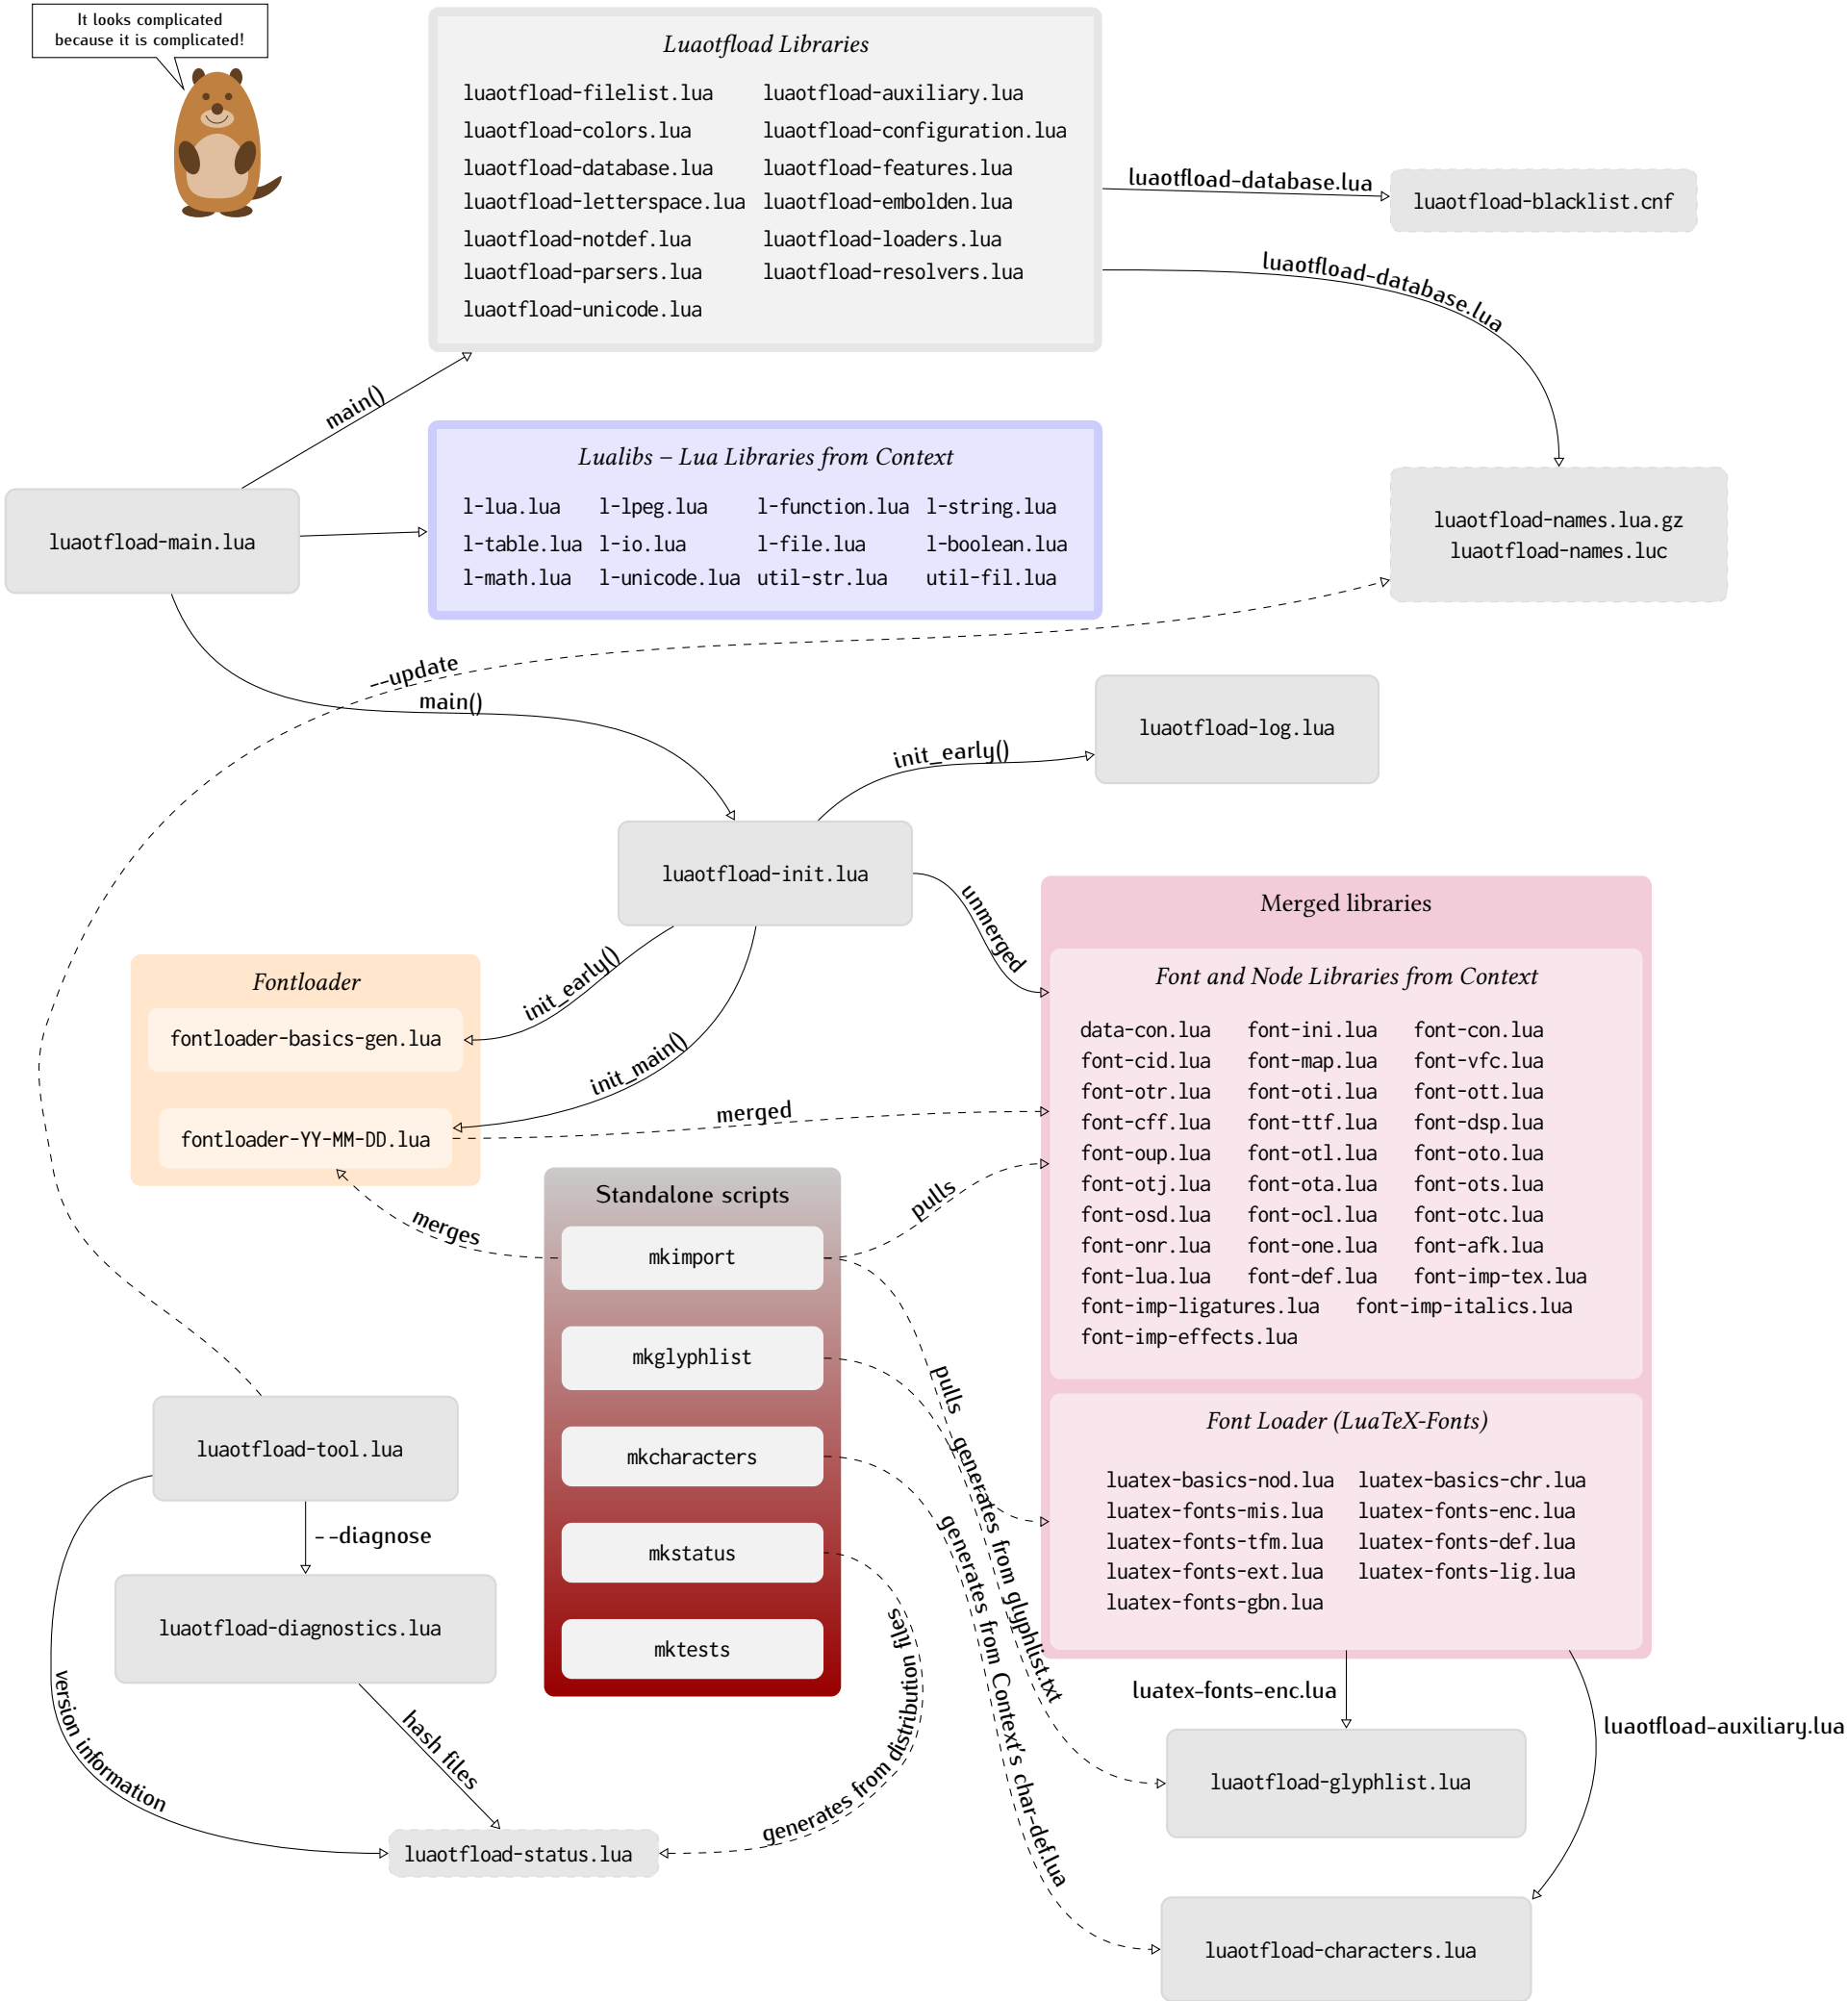 It looks complicated
because it is complicated!
Luaotfload Libraries
luaotfload-filelist.lua luaotfload-auxiliary.lua
luaotfload-colors.lua luaotfload-configuration.lua
luaotfload-database.lua luaotfload-features.lua
luaotfload-letterspace.lua luaotfload-embolden.lua
luaotfload-notdef.lua luaotfload-loaders.lua
luaotfload-parsers.lua luaotfload-resolvers.lua
luaotfload-unicode.lua
luaotfload-database.lua
luaotfload-blacklist.cnf
luaotfload-database.lua
main()
Lualibs – Lua Libraries from Context
l-lua.lua l-lpeg.lua l-function.lua l-string.lua
l-table.lua l-io.lua l-file.lua l-boolean.lua
l-math.lua l-unicode.lua util-str.lua util-fil.lua
luaotfload-main.lua
luaotfload-names.lua.gz
luaotfload-names.luc
--update
main()
luaotfload-log.lua
init_early()
luaotfload-init.lua
unmerged
Fontloader
fontloader-basics-gen.lua
fontloader-YY-MM-DD.lua
init_early()
init_main()
merged
merges
pulls
Merged libraries
Font and Node Libraries from Context
data-con.lua font-ini.lua font-con.lua
font-cid.lua font-map.lua font-vfc.lua
font-otr.lua font-oti.lua font-ott.lua
font-cff.lua font-ttf.lua font-dsp.lua
font-oup.lua font-otl.lua font-oto.lua
font-otj.lua font-ota.lua font-ots.lua
font-osd.lua font-ocl.lua font-otc.lua
font-onr.lua font-one.lua font-afk.lua
font-lua.lua font-def.lua font-imp-tex.lua
font-imp-ligatures.lua font-imp-italics.lua
font-imp-effects.lua
Font Loader (LuaTeX-Fonts)
luatex-basics-nod.lua luatex-basics-chr.lua
luatex-fonts-mis.lua luatex-fonts-enc.lua
luatex-fonts-tfm.lua luatex-fonts-def.lua
luatex-fonts-ext.lua luatex-fonts-lig.lua
luatex-fonts-gbn.lua
Standalone scripts
mkimport
mkglyphlist
mkcharacters
mkstatus
mktests
pulls
generates from glyphlist.txt
generates from Context's char-def.lua
generates from distribution files
luaotfload-tool.lua
--diagnose
luaotfload-diagnostics.lua
version information
hash files
luaotfload-status.lua
luatex-fonts-enc.lua
luaotfload-auxiliary.lua
luaotfload-glyphlist.lua
luaotfload-characters.lua